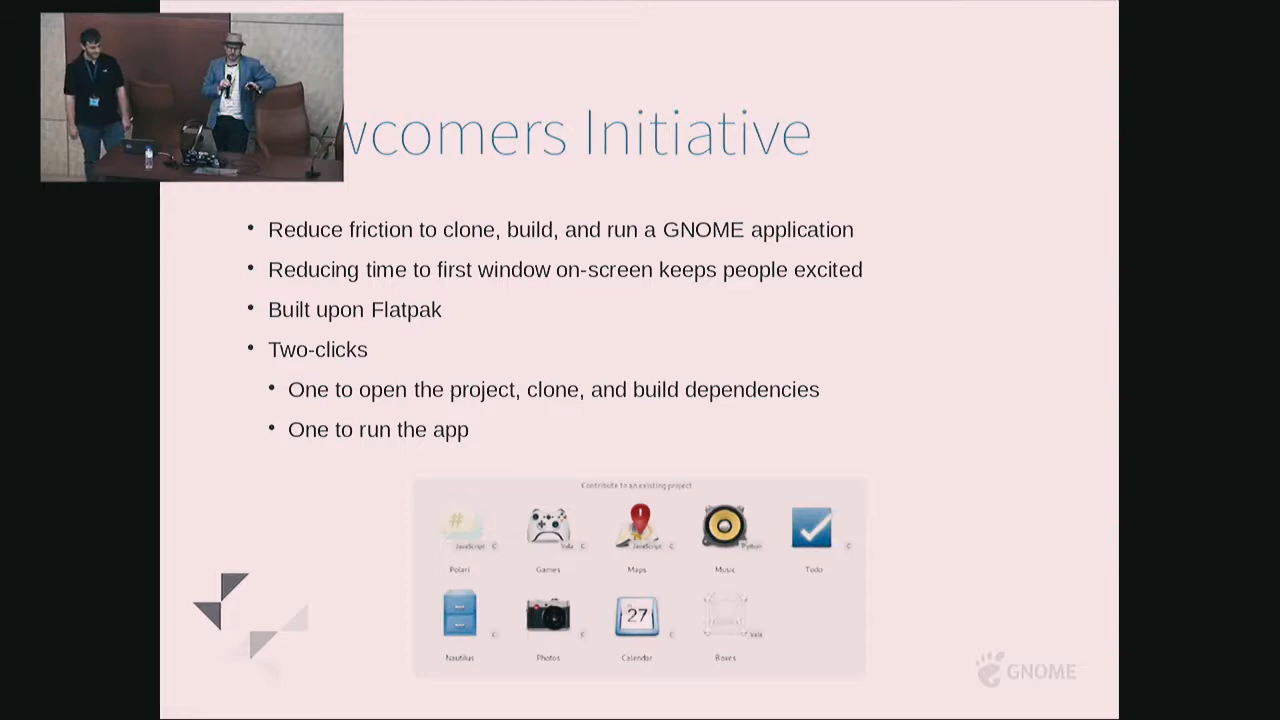 wcomers Initiative
• Reduce friction to clone, build, and run a GNOME application
• Reducing time to first window on-screen keeps people excited
• Built upon Flatpak
• Two-clicks
• One to open the project, clone, and build dependencies
• One to run the app
Contribute to an existing project
JavaScript C Vala C JavaScript C Python C
Polari Games Maps Music Todo
C C C Vala
Nautilus Photos 27 Calendar Boxes
GNOME